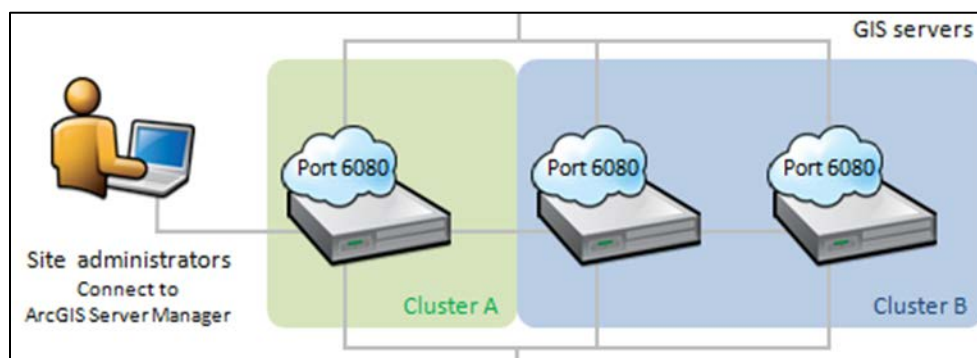 GIS servers
Port 6080
Port 6080
Port 6080
Site administrators
Connect to
ArcGIS Server Manager
Cluster A
Cluster B